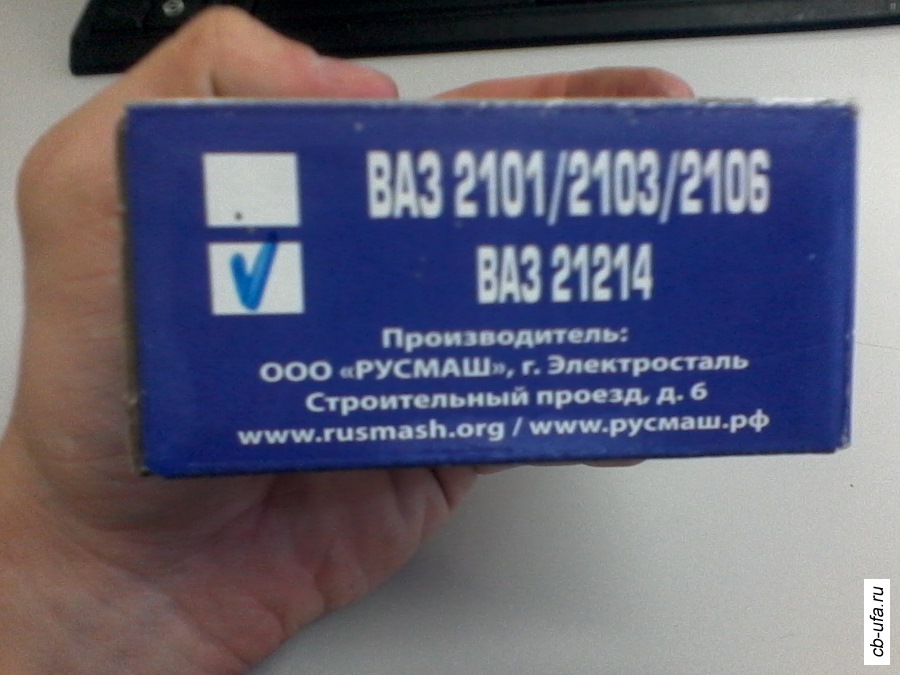 ВАЗ 2101/2103/2106
ВАЗ 21214
Производитель:
ООО «РУСМАШ», г. Электросталь
Строительный проезд, д. 6
www.rusmash.org / www.русмаш.рф
cb-ufa.ru